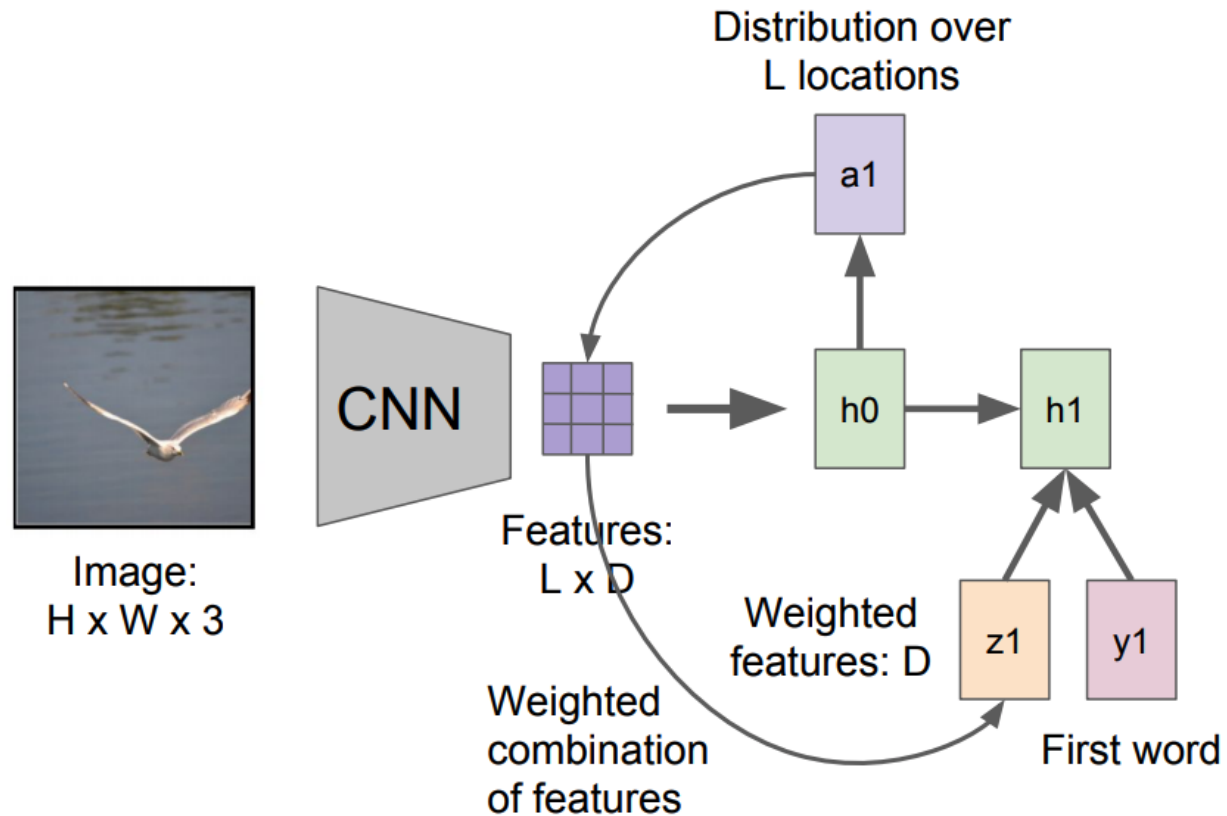 Distribution over
L locations
a1
CNN
h0
h1
Image:
H x W x 3
Features:
L x D
Weighted
features: D
z1
y1
First word
Weighted
combination
of features